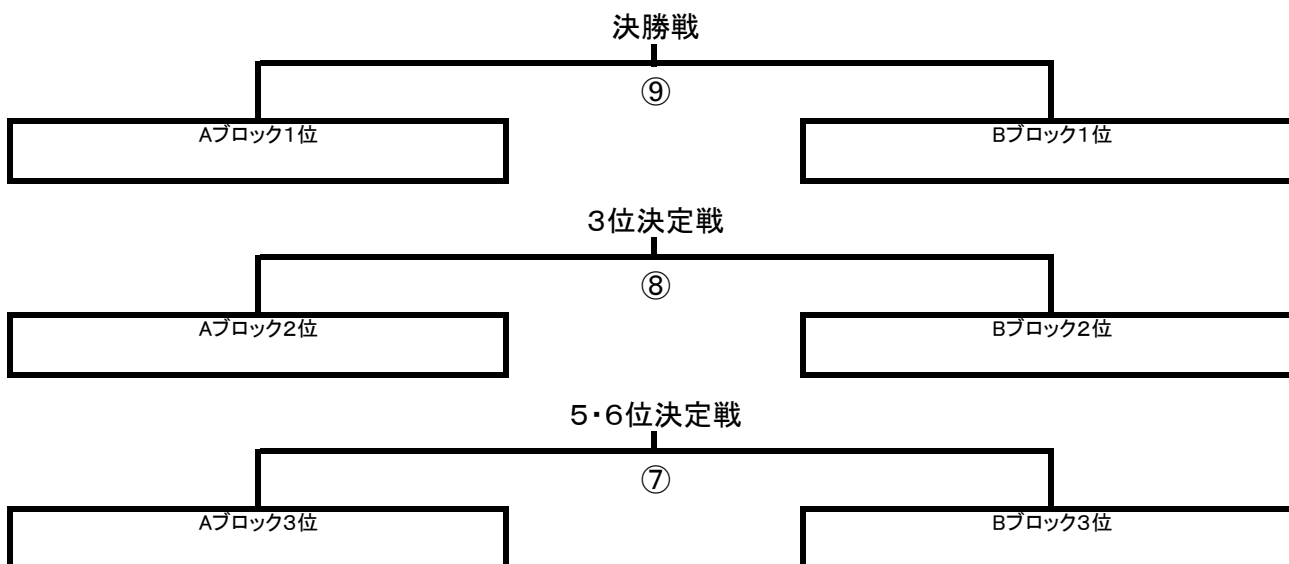 決勝戦
⑨
Aブロック1位
Bブロック1位
3位決定戦
⑧
Aブロック2位
Bブロック2位
5・6位決定戦
⑦
Aブロック3位
Bブロック3位